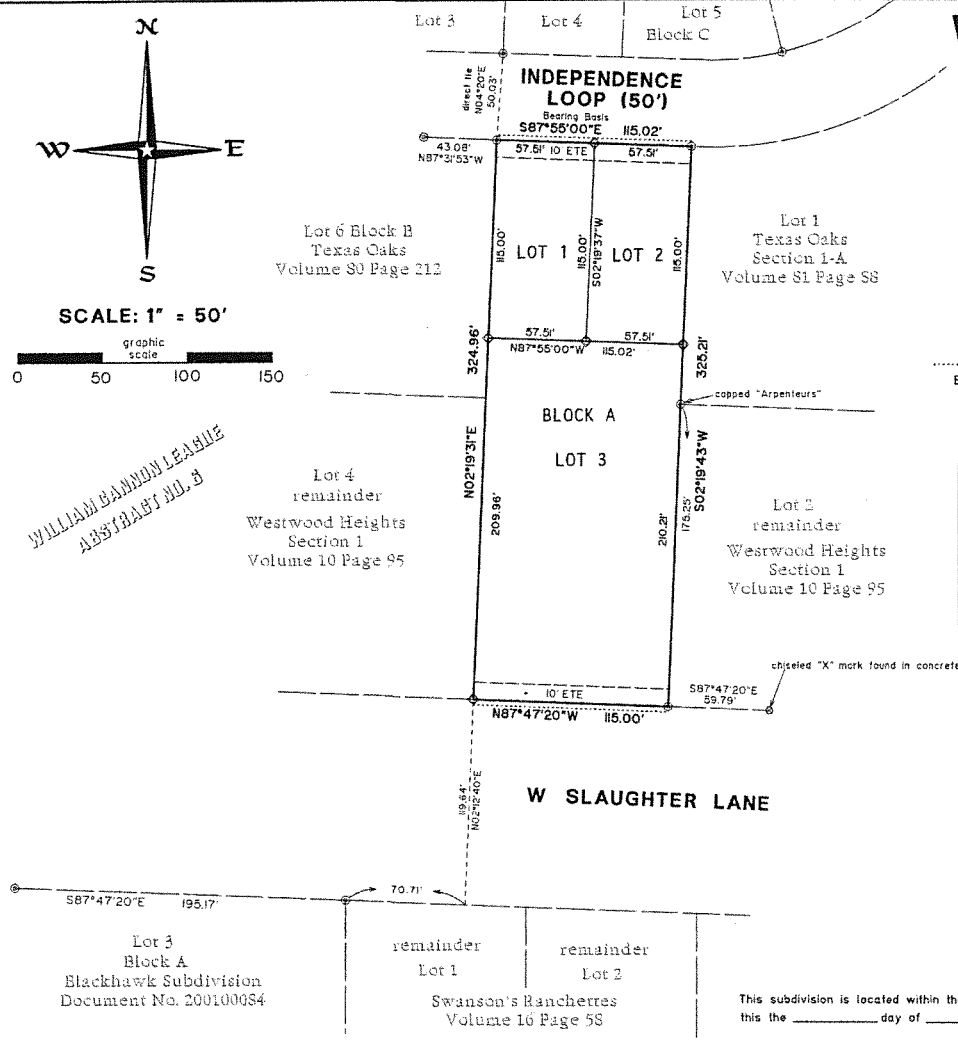 Lot 3
Lot 4
Lot 5
Block C
N
W
E
S
direct tie
N04°20'E
50.03'
INDEPENDENCE
LOOP (50')
Bearing Basis
S87°55'00"E 115.02'
43.08'
N87°31'53"W
57.51' 10 ETE
57.51'
Lot 6 Block B
Texas Oaks
Volume 80 Page 212
115.00'
LOT 1
115.00'
S02°19'37"W
LOT 2
115.00'
Lot 1
Texas Oaks
Section 1-A
Volume 81 Page 88
SCALE: 1" = 50'
graphic
scale
0 50 100 150
57.51'
57.51'
N87°55'00"W 115.02'
324.96'
325.21'
capped "Arpenteurs"
BLOCK A
LOT 3
WILLIAM CANNON LEAGUE
ABSTRACT NO. 6
N02°19'31"E
209.96'
210.21'
175.25'
S02°19'43"W
Lot 4
remainder
Westwood Heights
Section 1
Volume 10 Page 95
Lot 2
remainder
Westwood Heights
Section 1
Volume 10 Page 95
chiseled "X" mark found in concrete
10' ETE
S87°47'20"E
59.79'
N87°47'20"W 115.00'
119.64'
N02°12'40"E
W SLAUGHTER LANE
70.71'
S87°47'20"E 195.17'
Lot 3
Block A
Blackhawk Subdivision
Document No. 200100084
remainder
Lot 1
remainder
Lot 2
Swanson's Ranchettes
Volume 16 Page 58
This subdivision is located within th
this the day of